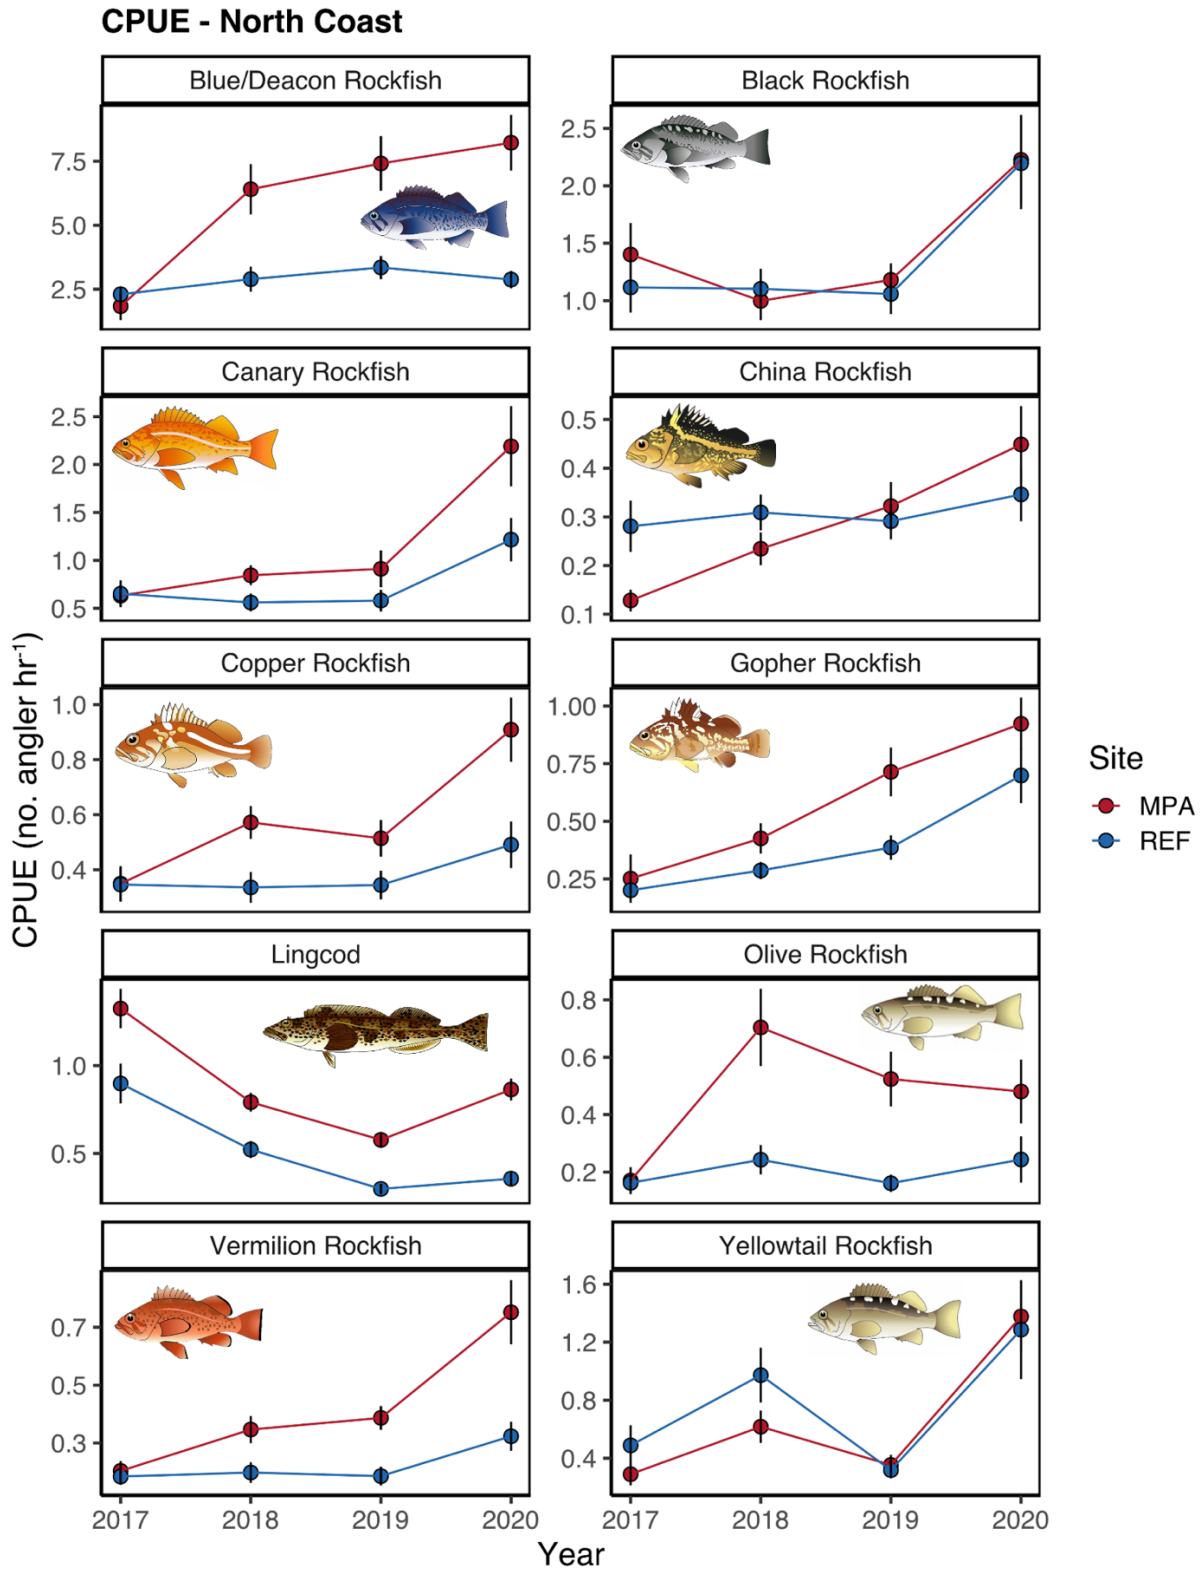 CPUE - North Coast
Blue/Deacon Rockfish
Black Rockfish
7.5
5.0
2.5
2.5
2.0
1.5
1.0
Canary Rockfish
China Rockfish
2.5
2.0
1.5
1.0
0.5
0.5
0.4
0.3
0.2
0.1
Copper Rockfish
Gopher Rockfish
1.0
0.8
0.6
0.4
1.00
0.75
0.50
0.25
CPUE (no. angler hr⁻¹)
Site
MPA
REF
Lingcod
Olive Rockfish
1.0
0.5
0.8
0.6
0.4
0.2
Vermilion Rockfish
Yellowtail Rockfish
0.7
0.5
0.3
1.6
1.2
0.8
0.4
2017 2018 2019 2020
2017 2018 2019 2020
Year